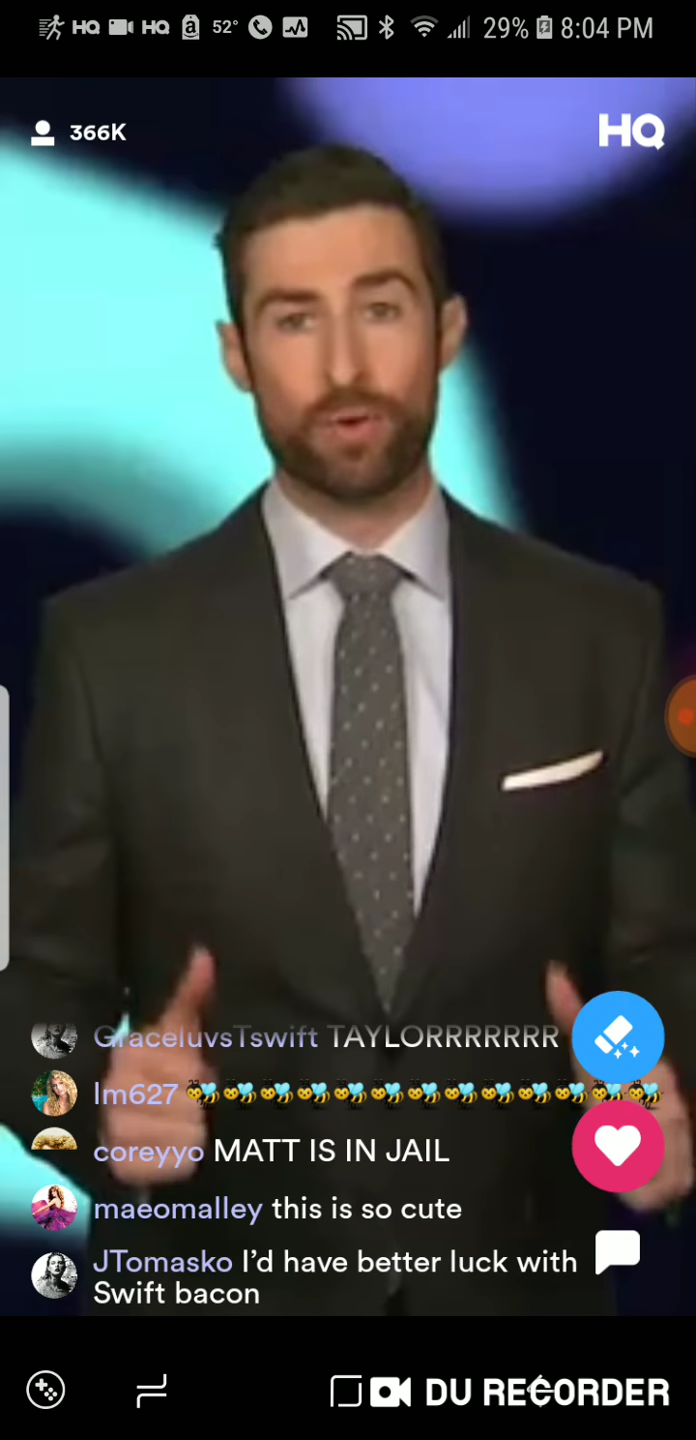 HQ HQ a 52° 29% 8:04 PM
366K HQ
GraceluvsTswift TAYLORRRRRRR
lm627 🐝🐝🐝🐝🐝🐝🐝🐝🐝🐝🐝🐝🐝
coreyyo MATT IS IN JAIL
maeomalley this is so cute
JTomasko I'd have better luck with
Swift bacon
DU RECORDER